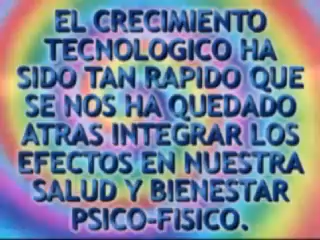 EL CRECIMIENTO
TECNOLOGICO HA
SIDO TAN RAPIDO QUE
SE NOS HA QUEDADO
ATRAS INTEGRAR LOS
EFECTOS EN NUESTRA
SALUD Y BIENESTAR
PSICO-FISICO.